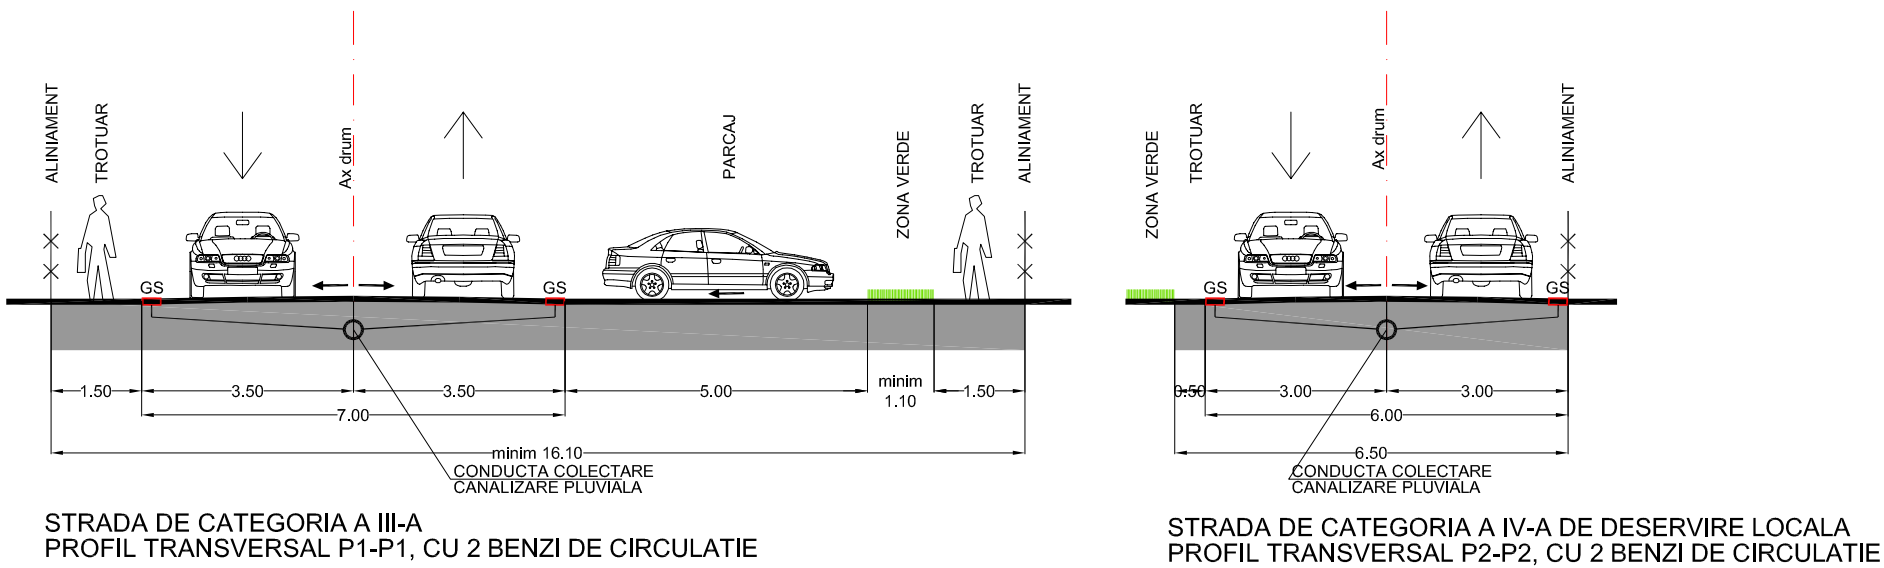 ALINIAMENT
TROTUAR
Ax drum
PARCAJ
ZONA VERDE
TROTUAR
ALINIAMENT
GS
GS
1.50
3.50
3.50
5.00
minim
1.10
1.50
7.00
minim 16.10
CONDUCTA COLECTARE
CANALIZARE PLUVIALA
STRADA DE CATEGORIA A III-A
PROFIL TRANSVERSAL P1-P1, CU 2 BENZI DE CIRCULATIE
ZONA VERDE
TROTUAR
Ax drum
ALINIAMENT
GS
GS
0.50
3.00
3.00
6.00
6.50
CONDUCTA COLECTARE
CANALIZARE PLUVIALA
STRADA DE CATEGORIA A IV-A DE DESERVIRE LOCALA
PROFIL TRANSVERSAL P2-P2, CU 2 BENZI DE CIRCULATIE